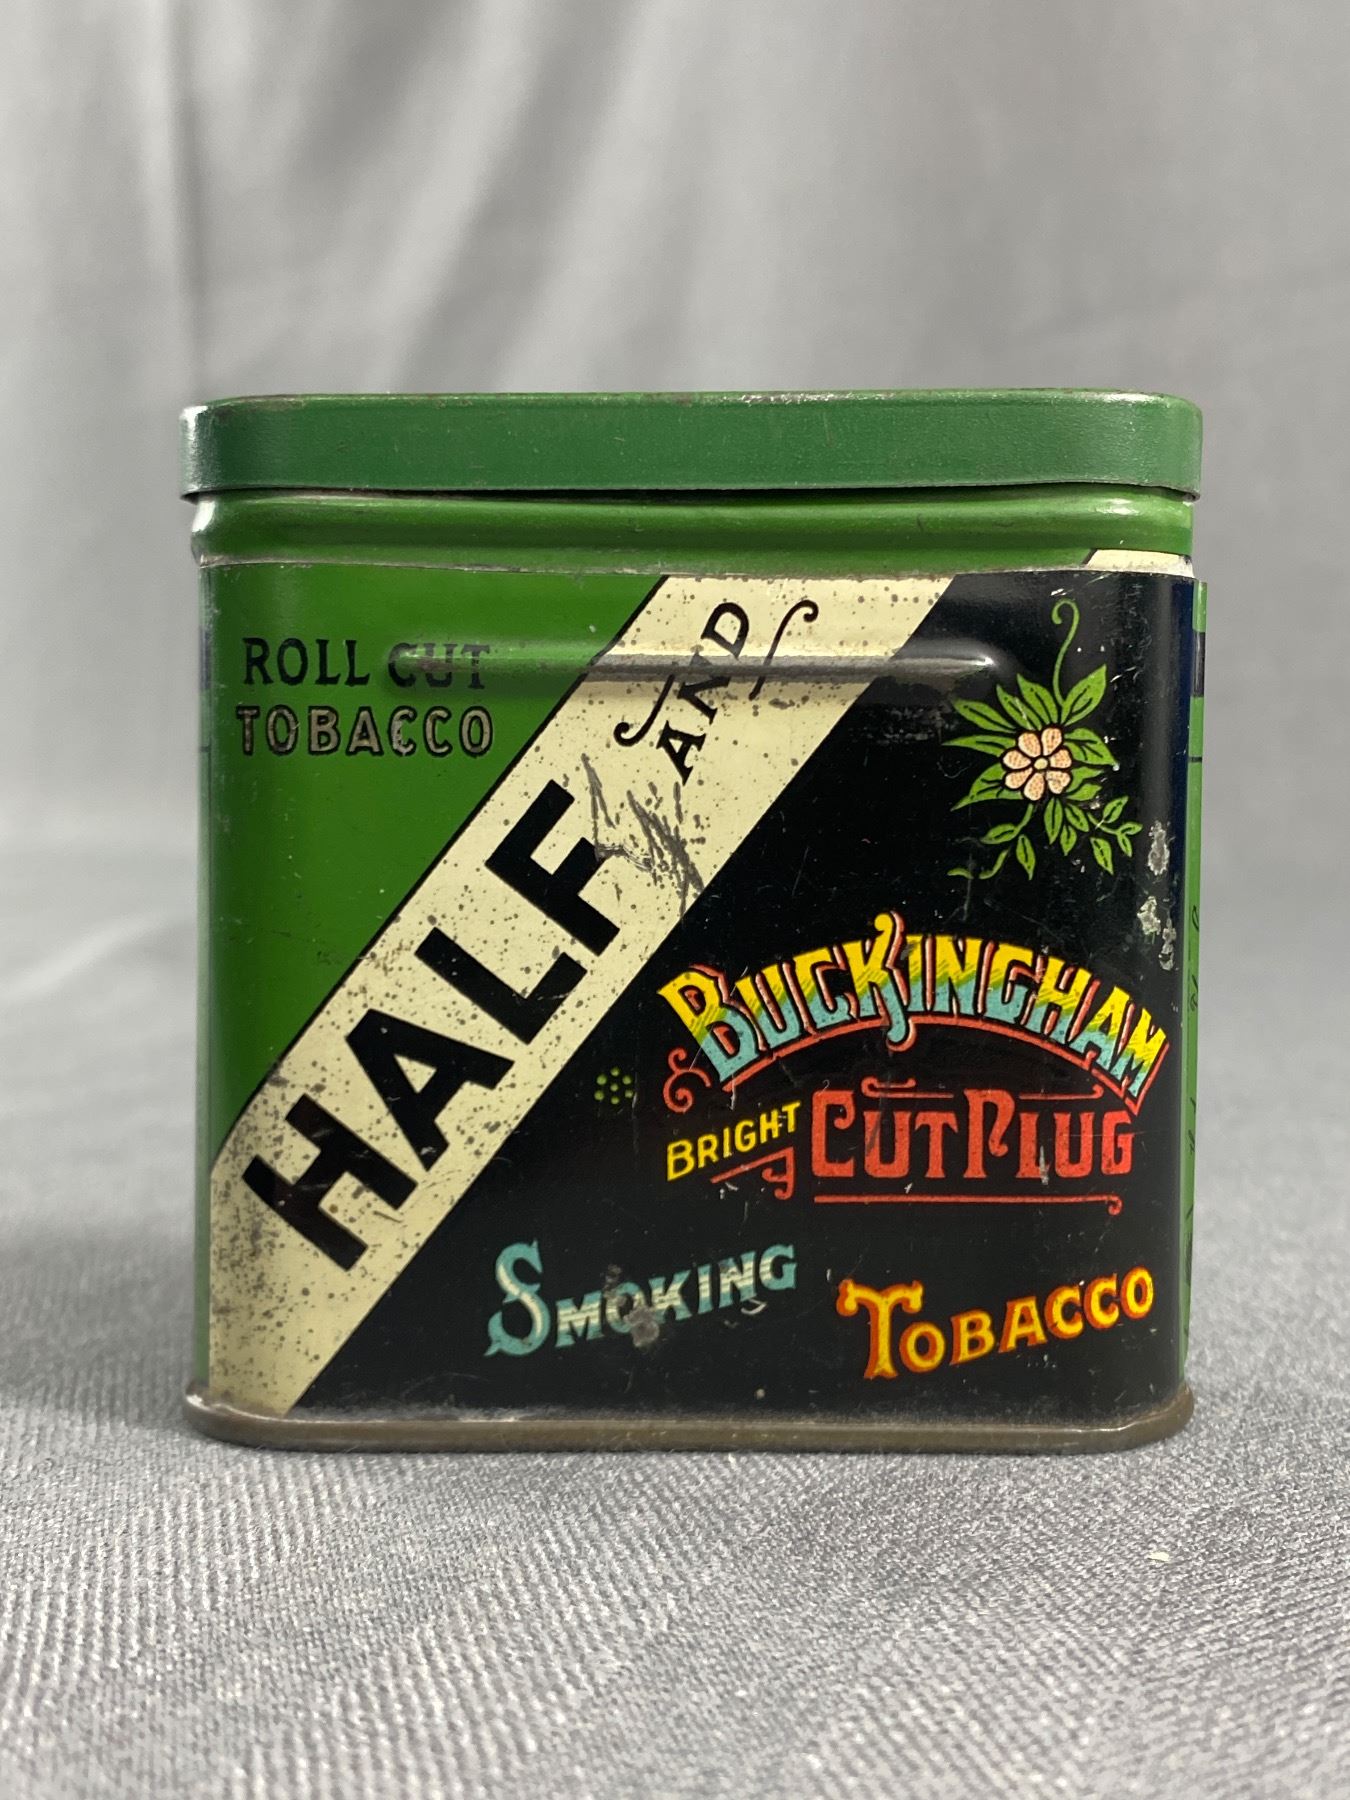 ROLL CUT
TOBACCO
HALF AND
BUCKINGHAM
BRIGHT CUT PLUG
SMOKING TOBACCO